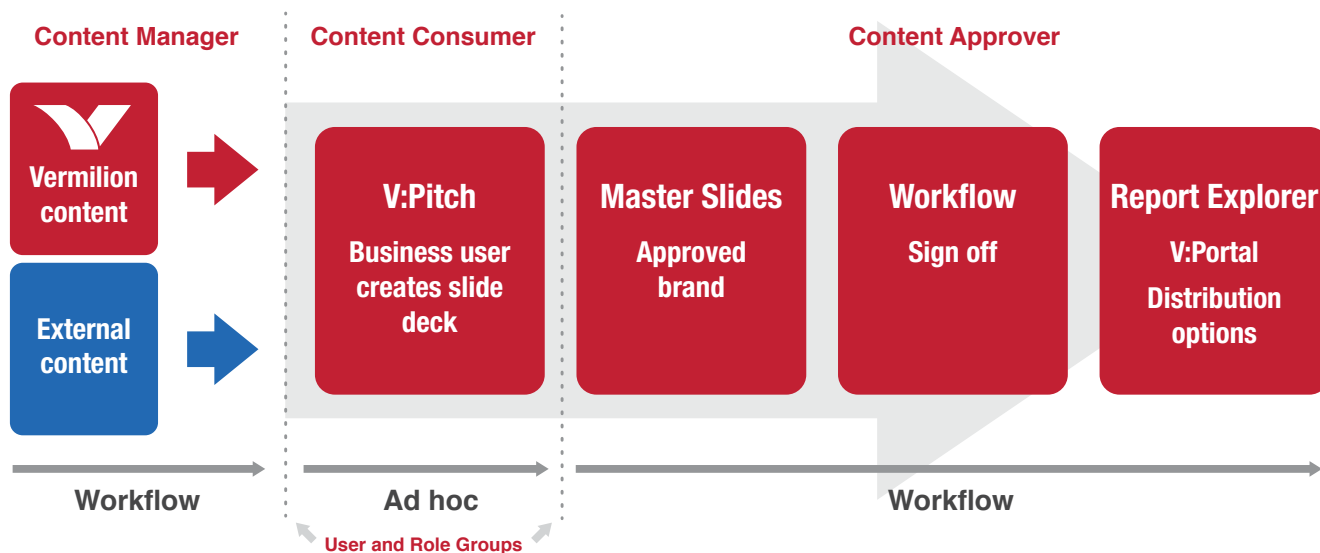 Content Manager
Content Consumer
Content Approver
Vermilion
content
External
content
V:Pitch
Business user
creates slide
deck
Master Slides
Approved
brand
Workflow
Sign off
Report Explorer
V:Portal
Distribution
options
Workflow
Ad hoc
Workflow
User and Role Groups